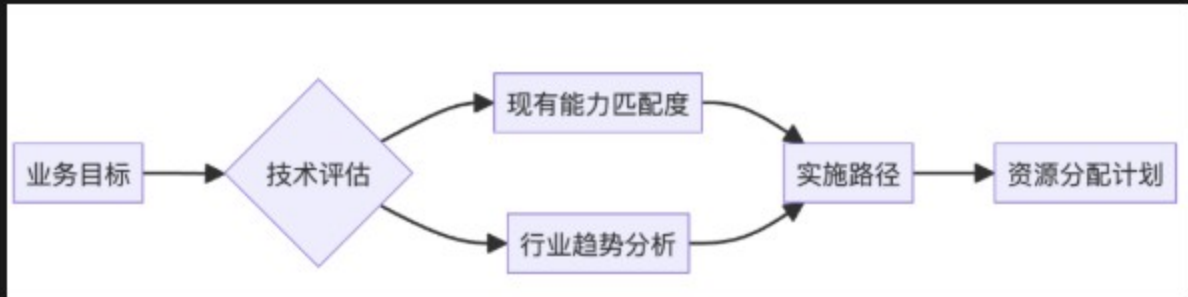 业务目标
技术评估
现有能力匹配度
行业趋势分析
实施路径
资源分配计划